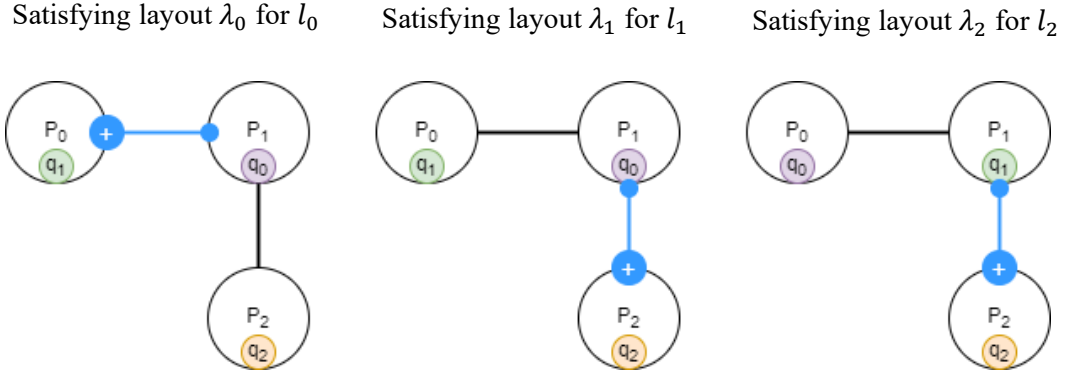 Satisfying layout λ₀ for l₀
Satisfying layout λ₁ for l₁
Satisfying layout λ₂ for l₂
P₀
+
P₁
q₁
q₀
P₂
q₂
P₀
P₁
q₁
q₀
+
P₂
q₂
P₀
P₁
q₀
q₁
+
P₂
q₂